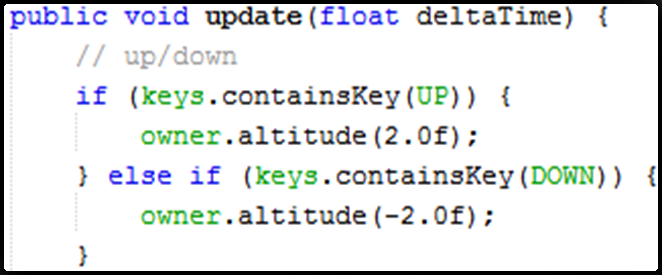 public void update(float deltaTime) {
    // up/down
    if (keys.containsKey(UP)) {
        owner.altitude(2.0f);
    } else if (keys.containsKey(DOWN)) {
        owner.altitude(-2.0f);
    }